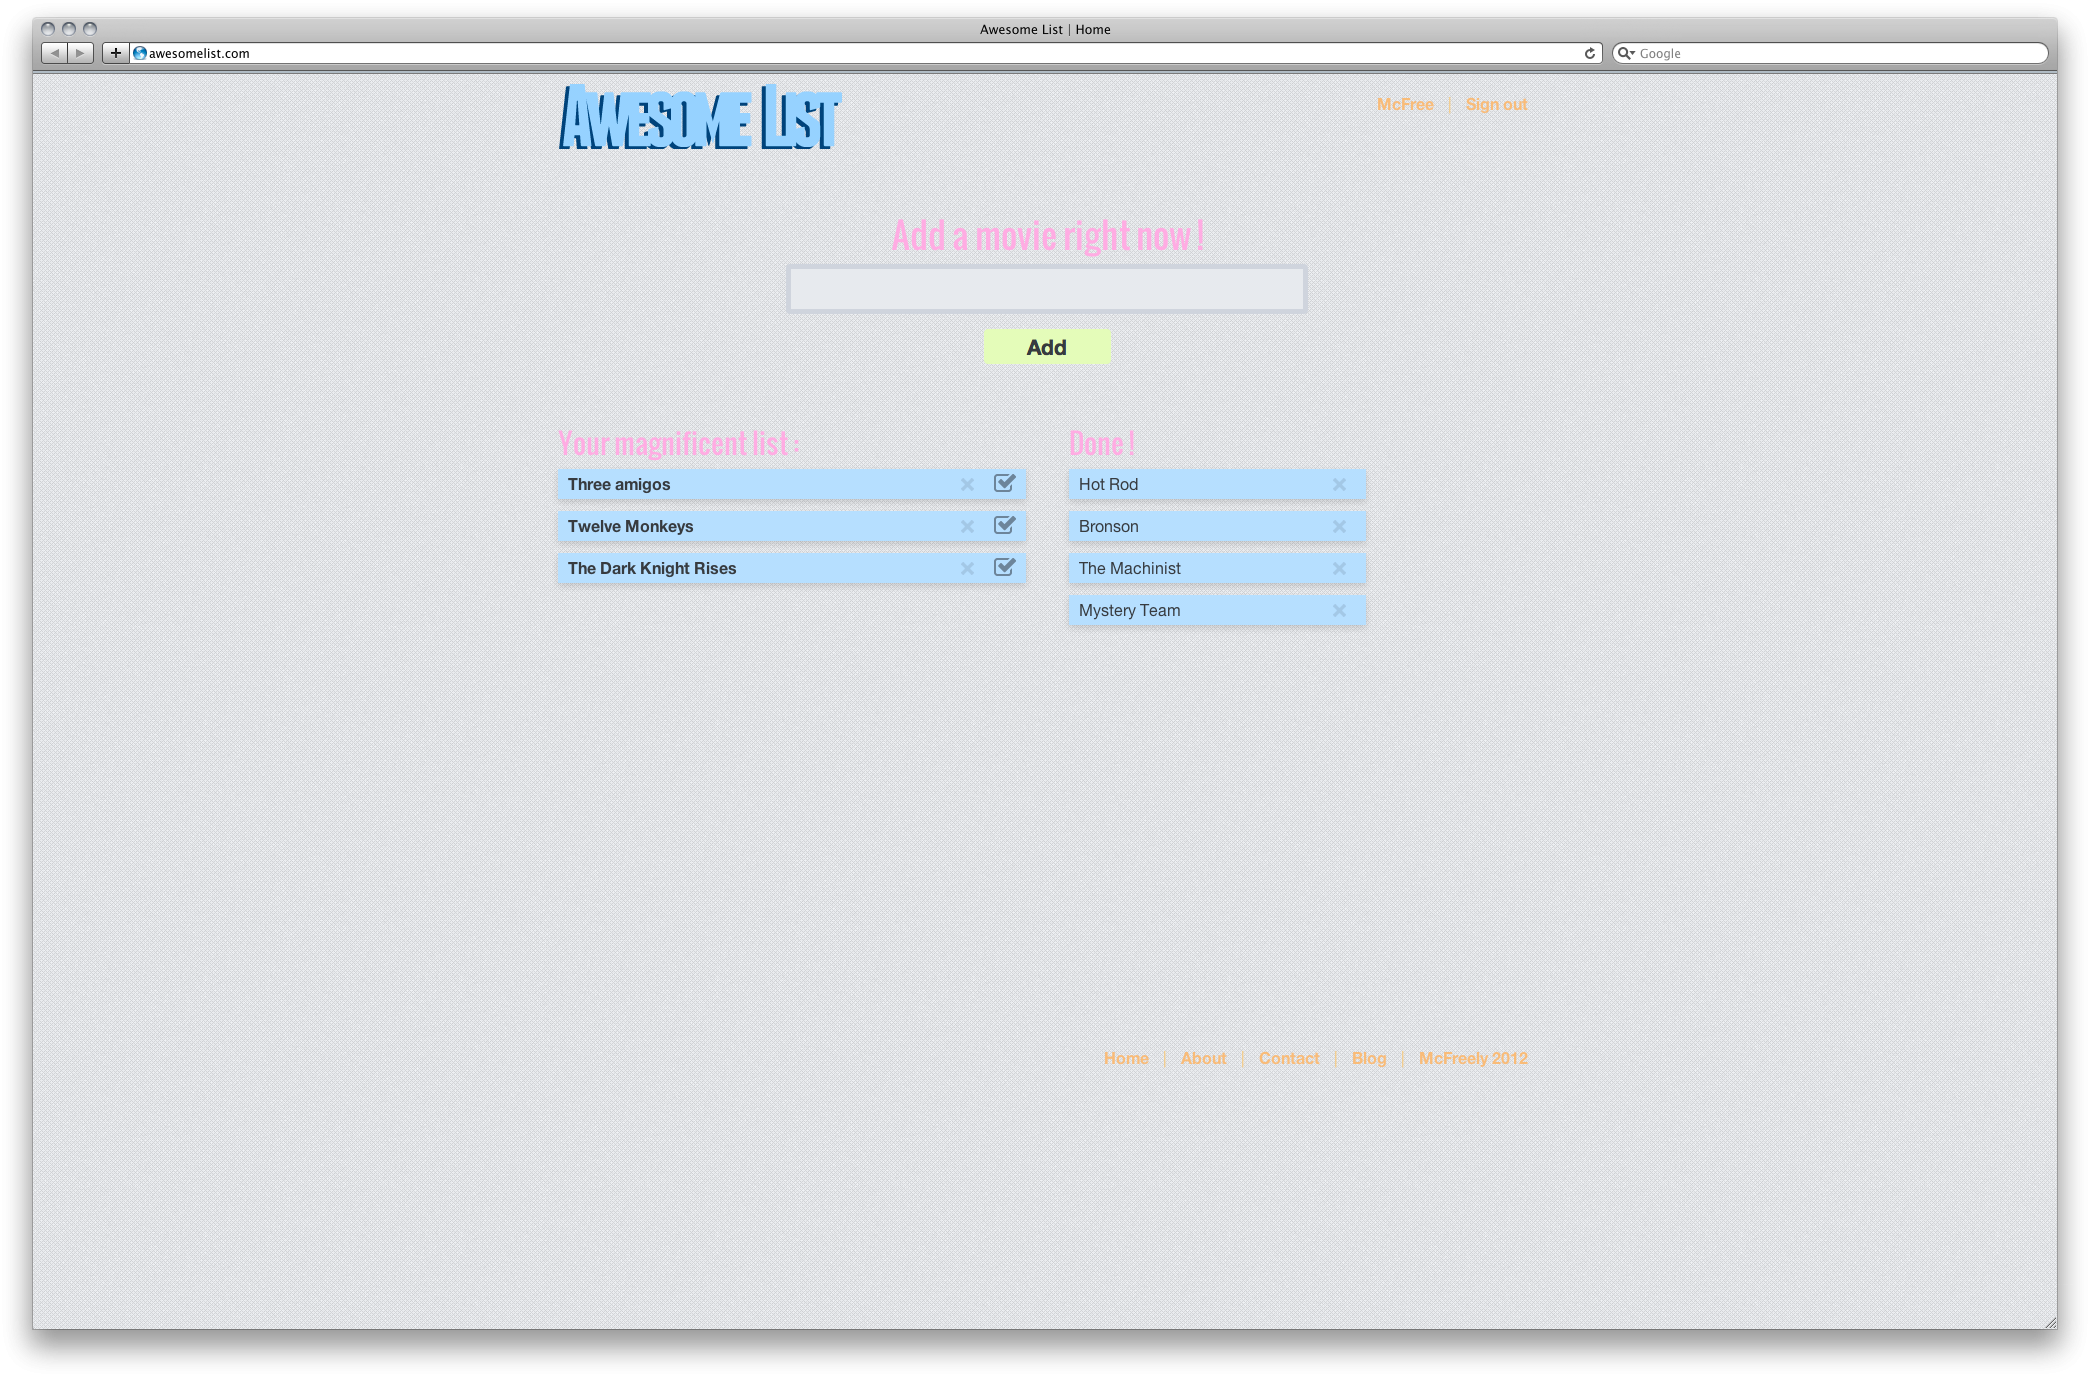 Awesome List | Home
awesomelist.com
Google
AWESOME LIST
McFree | Sign out
Add a movie right now !
Add
Your magnificent list :
Three amigos
Twelve Monkeys
The Dark Knight Rises
Done !
Hot Rod
Bronson
The Machinist
Mystery Team
Home | About | Contact | Blog | McFreely 2012